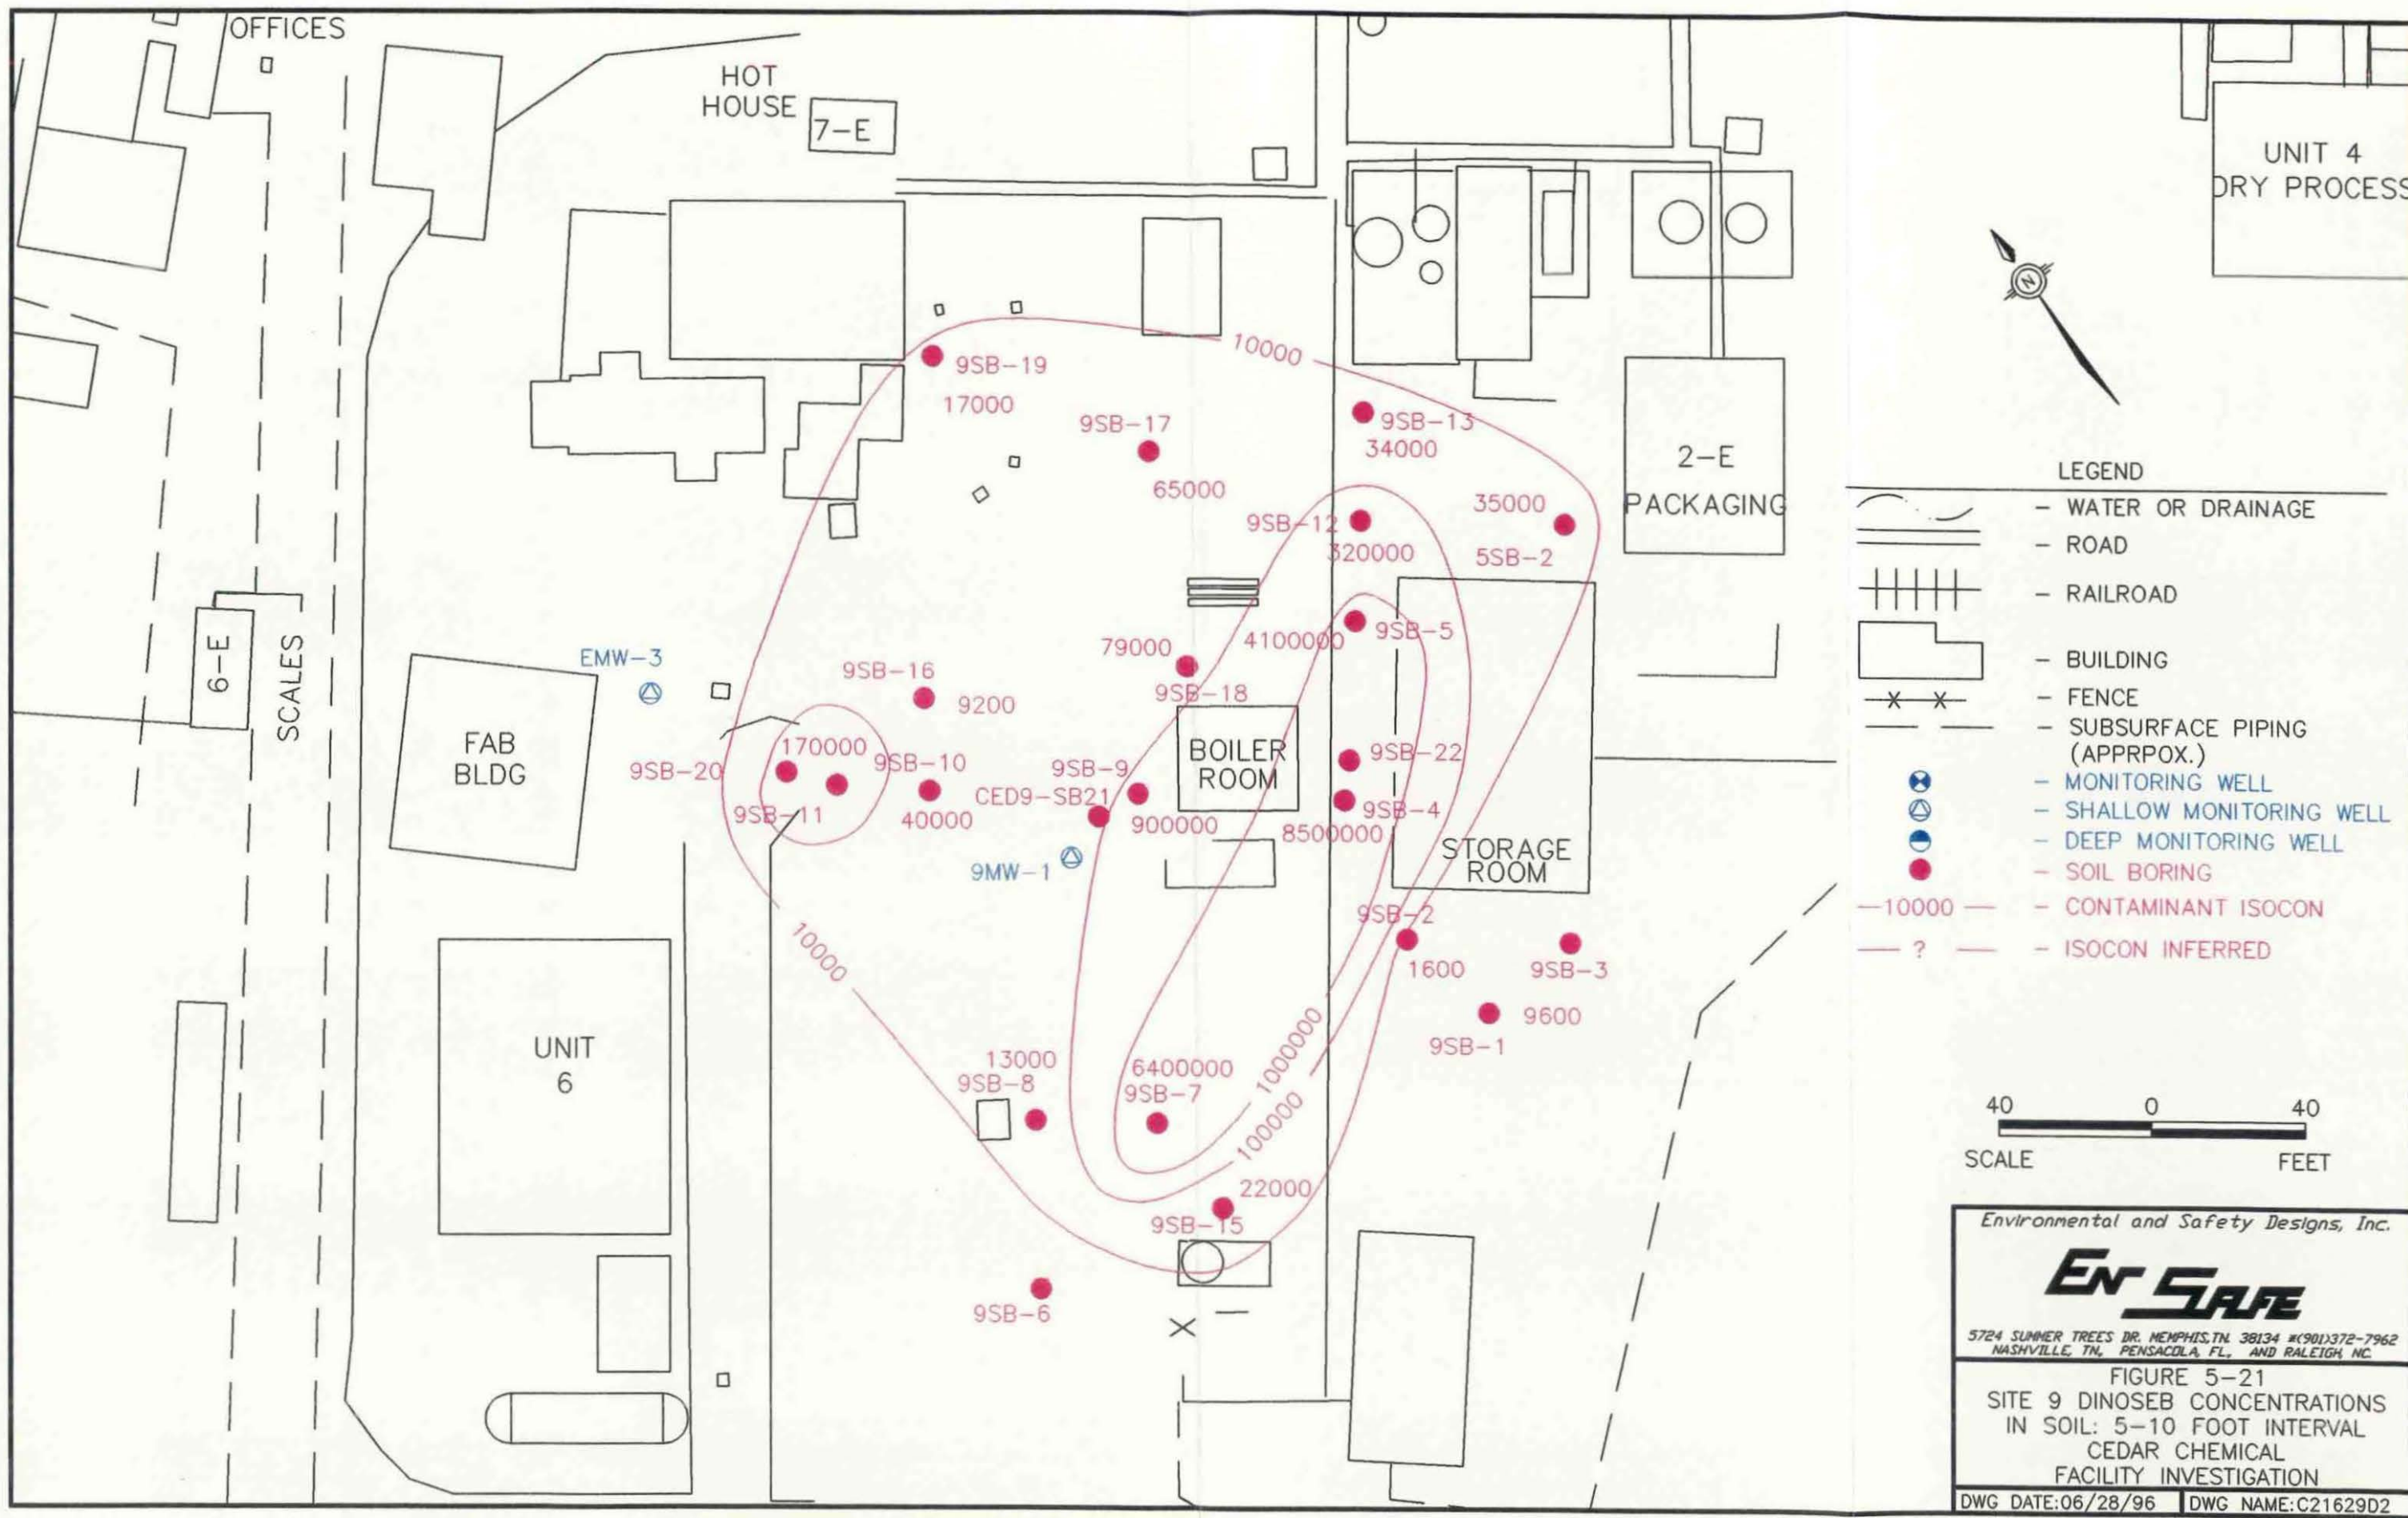 OFFICES
HOT
HOUSE
7-E
UNIT 4
DRY PROCESS
N
10000
9SB-19
17000
9SB-17
65000
9SB-13
34000
2-E
PACKAGING
35000
5SB-2
9SB-12
320000
4100000
9SB-5
79000
9SB-18
6-E
SCALES
EMW-3
FAB
BLDG
9SB-16
9200
170000
9SB-20
9SB-10
9SB-11
40000
9SB-9
CED9-SB21
900000
9MW-1
BOILER
ROOM
9SB-22
9SB-4
8500000
STORAGE
ROOM
9SB-2
1600
9SB-3
9600
9SB-1
10000
UNIT
6
13000
9SB-8
6400000
9SB-7
1000000
100000
22000
9SB-15
9SB-6
LEGEND
- WATER OR DRAINAGE
- ROAD
- RAILROAD
- BUILDING
- FENCE
- SUBSURFACE PIPING
(APPRPOX.)
- MONITORING WELL
- SHALLOW MONITORING WELL
- DEEP MONITORING WELL
- SOIL BORING
10000 - CONTAMINANT ISOCON
? - ISOCON INFERRED
40 0 40
SCALE FEET
Environmental and Safety Designs, Inc.
EnSafe
5724 SUMMER TREES DR. MEMPHIS,TN. 38134 #(901)372-7962
NASHVILLE, TN., PENSACOLA, FL., AND RALEIGH, NC
FIGURE 5-21
SITE 9 DINOSEB CONCENTRATIONS
IN SOIL: 5-10 FOOT INTERVAL
CEDAR CHEMICAL
FACILITY INVESTIGATION
DWG DATE:06/28/96 DWG NAME:C21629D2